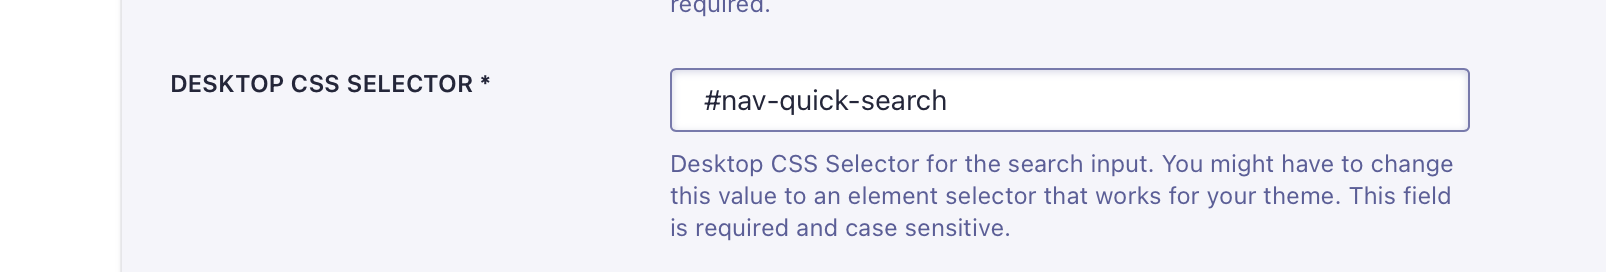 required.
DESKTOP CSS SELECTOR *
#nav-quick-search
Desktop CSS Selector for the search input. You might have to change
this value to an element selector that works for your theme. This field
is required and case sensitive.